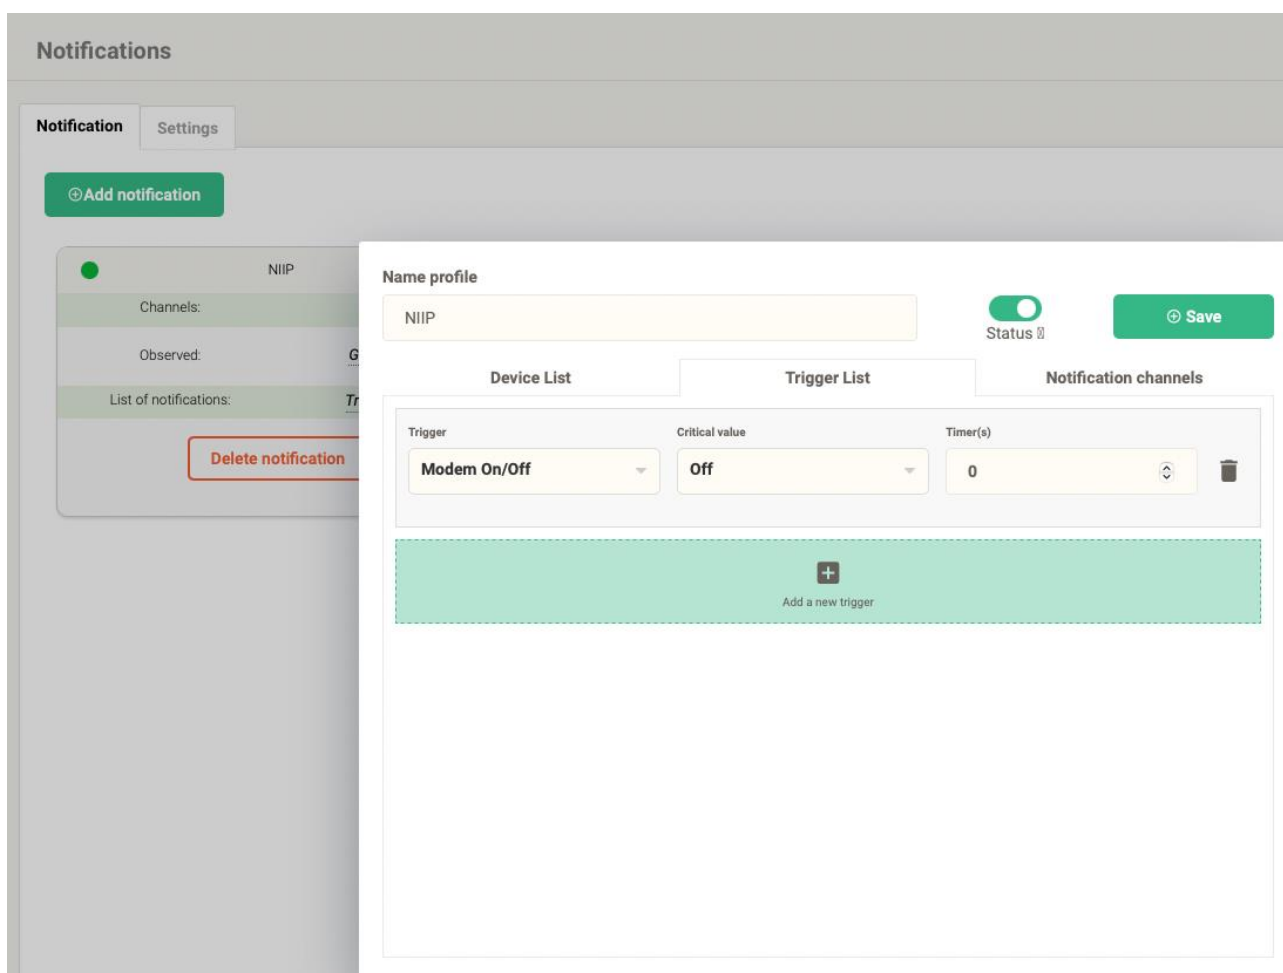 Notifications
Notification Settings
⊕Add notification
NIIP
Channels:
Observed: G
List of notifications: Tr
Delete notification
Name profile
NIIP
Status
⊕ Save
Device List Trigger List Notification channels
Trigger Critical value Timer(s)
Modem On/Off Off 0
Add a new trigger